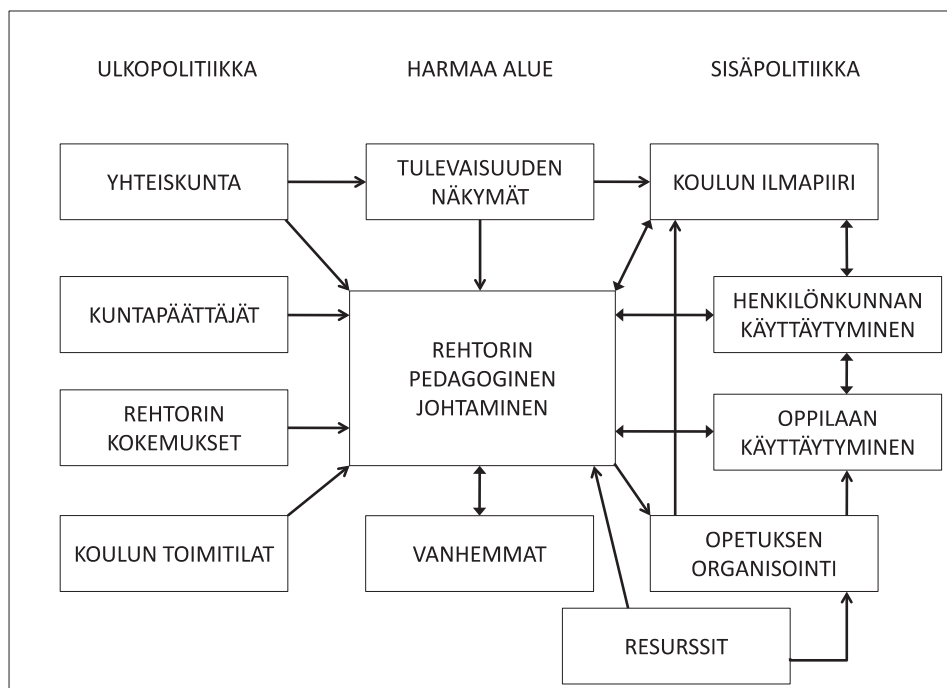 ULKOPOLITIIKKA
HARMAA ALUE
SISÄPOLITIIKKA
YHTEISKUNTA
TULEVAISUUDEN
NÄKYMÄT
KOULUN ILMAPIIRI
KUNTAPÄÄTTÄJÄT
REHTORIN
PEDAGOGINEN
JOHTAMINEN
HENKILÖNKUNNAN
KÄYTTÄYTYMINEN
REHTORIN
KOKEMUKSET
OPPILAAN
KÄYTTÄYTYMINEN
KOULUN TOIMITILAT
VANHEMMAT
OPETUKSEN
ORGANISOINTI
RESURSSIT